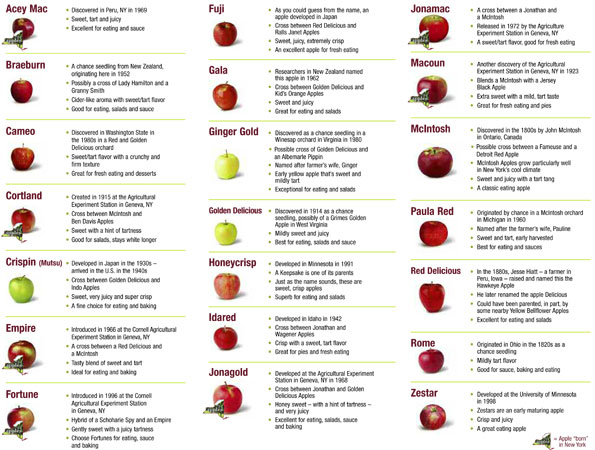 Acey Mac
Discovered in Peru, NY in 1969
Sweet, tart and juicy
Excellent for eating and sauce
Braeburn
A chance seedling from New Zealand,
originating here in 1952
Possibly a cross of Lady Hamilton and a
Granny Smith
Cider-like aroma with sweet/tart flavor
Good for eating, salads and sauce
Cameo
Discovered in Washington State in
the 1980s in a Red and Golden
Delicious orchard
Sweet/tart flavor with a crunchy and
firm texture
Great for fresh eating and desserts
Cortland
Created in 1915 at the Agricultural
Experiment Station in Geneva, NY
Cross between McIntosh and
Ben Davis Apples
Sweet with a hint of tartness
Good for salads, stays white longer
Crispin (Mutsu)
Developed in Japan in the 1930s –
arrived in the U.S. in the 1940s
Cross between Golden Delicious and
Indo Apples
Sweet, very juicy and super crisp
A fine choice for eating and baking
Empire
Introduced in 1966 at the Cornell Agricultural
Experiment Station in Geneva, NY
A cross between a Red Delicious and
a McIntosh
Tasty blend of sweet and tart
Ideal for eating and baking
Fortune
Introduced in 1996 at the Cornell
Agricultural Experiment Station
in Geneva, NY
Hybrid of a Schoharie Spy and an Empire
Gently sweet with a juicy tartness
Choose Fortunes for eating, sauce
and baking
Fuji
As you could guess from the name, an
apple developed in Japan
Cross between Red Delicious and
Ralls Janet Apples
Sweet, juicy, extremely crisp
An excellent apple for fresh eating
Gala
Researchers in New Zealand named
this apple in 1962
Cross between Golden Delicious and
Kid's Orange Apples
Sweet and juicy
Great for eating and salads
Ginger Gold
Discovered as a chance seedling in a
Winesap orchard in Virginia in 1980
Possible cross of Golden Delicious and
an Albemarle Pippin
Named after farmer's wife, Ginger
Early yellow apple that's sweet and
mildly tart
Exceptional for eating and salads
Golden Delicious
Discovered in 1914 as a chance
seedling, possibly of a Grimes Golden
Apple in West Virginia
Mildly sweet and juicy
Best for eating, salads and sauce
Honeycrisp
Developed in Minnesota in 1991
A Keepsake is one of its parents
Just as the name sounds, these are
sweet, crisp apples
Superb for eating and salads
Idared
Developed in Idaho in 1942
Cross between Jonathan and
Wagener Apples
Crisp with a sweet, tart flavor
Great for pies and fresh eating
Jonagold
Developed at the Agricultural Experiment
Station in Geneva, NY in 1968
Cross between Jonathan and Golden
Delicious Apples
Honey sweet – with a hint of tartness –
and very juicy
Excellent for eating, salads, sauce
and baking
Jonamac
A cross between a Jonathan and
a McIntosh
Released in 1972 by the Agriculture
Experiment Station in Geneva, NY
A sweet/tart flavor, good for fresh eating
Macoun
Another discovery of the Agricultural
Experiment Station in Geneva, NY in 1923
Blends a McIntosh with a Jersey
Black Apple
Extra sweet with a mild, tart taste
Great for fresh eating and pies
McIntosh
Discovered in the 1800s by John McIntosh
in Ontario, Canada
Possible cross between a Fameuse and a
Detroit Red Apple
McIntosh Apples grow particularly well
in New York's cool climate
Sweet and juicy with a tart tang
A classic eating apple
Paula Red
Originated by chance in a McIntosh orchard
in Michigan in 1960
Named after the farmer's wife, Pauline
Sweet and tart, early harvested
Best for eating and sauce
Red Delicious
In the 1880s, Jesse Hiatt – a farmer in
Peru, Iowa – raised and named this the
Hawkeye Apple
He later renamed the apple Delicious
Could have been parented, in part, by
some nearby Yellow Bellflower Apples
Excellent for eating and salads
Rome
Originated in Ohio in the 1820s as a
chance seedling
Mildly tart flavor
Good for sauce, baking and eating
Zestar
Developed at the University of Minnesota
in 1998
Zestars are an early maturing apple
Crisp and juicy
A great eating apple
= Apple "born"
in New York